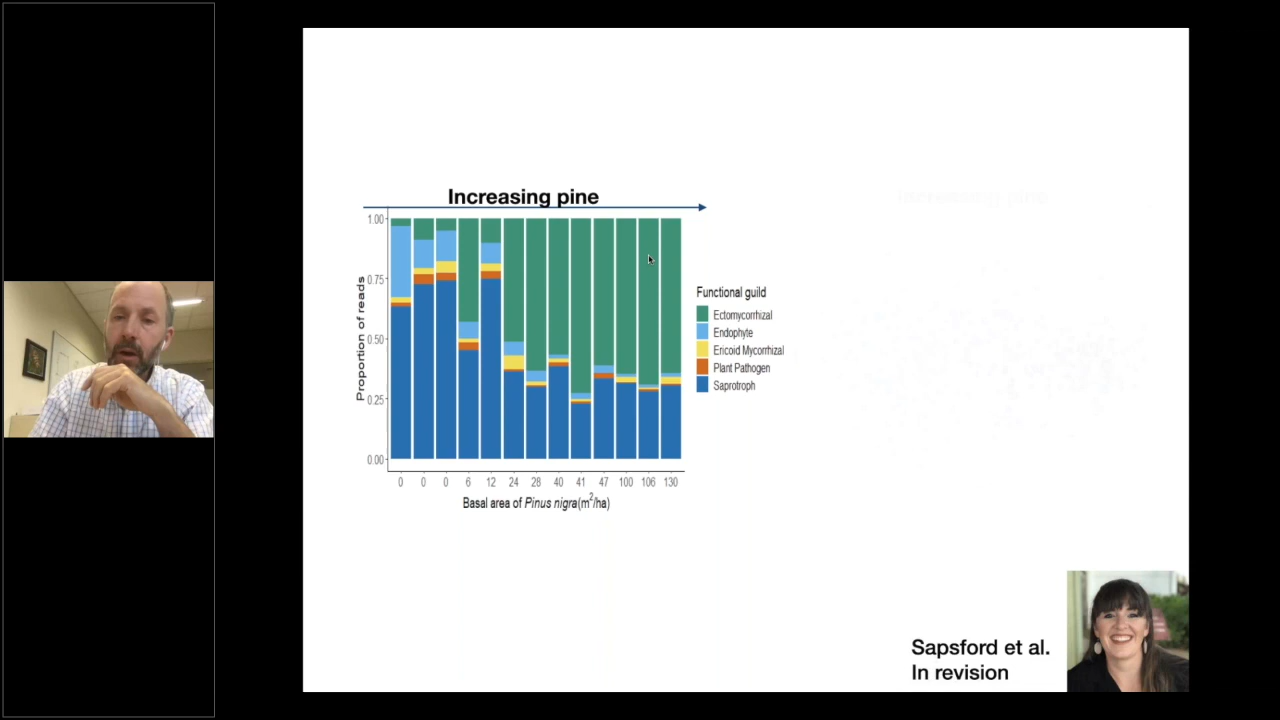 Increasing pine
1.00
0.75
0.50
0.25
0.00
Proportion of reads
0 0 0 6 12 24 28 40 41 47 100 106 130
Basal area of Pinus nigra(m²/ha)
Functional guild
Ectomycorrhizal
Endophyte
Ericoid Mycorrhizal
Plant Pathogen
Saprotroph
Increasing pine
Sapsford et al.
In revision